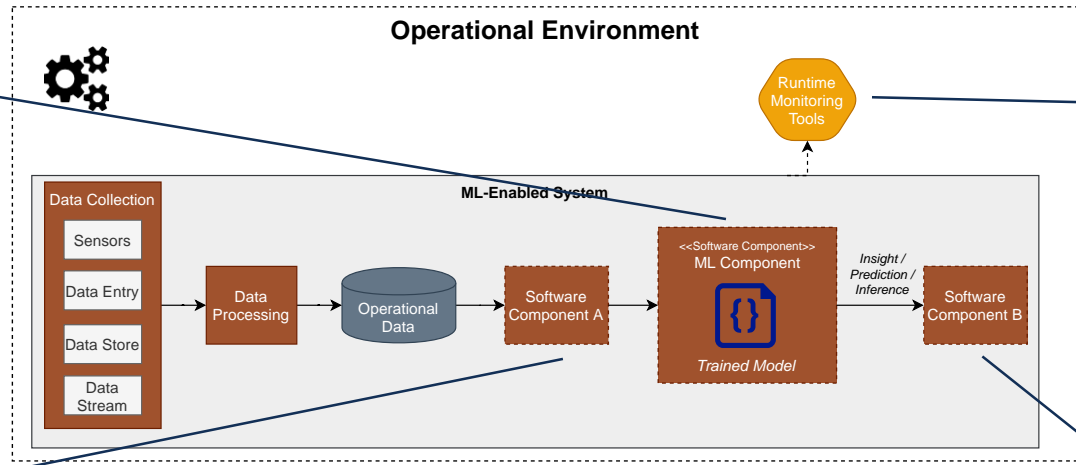 Operational Environment
Runtime
Monitoring
Tools
ML-Enabled System
Data Collection
Sensors
Data Entry
Data Store
Data
Stream
Data
Processing
Operational
Data
Software
Component A
<<Software Component>>
ML Component
{}
Trained Model
Insight /
Prediction /
Inference
Software
Component B